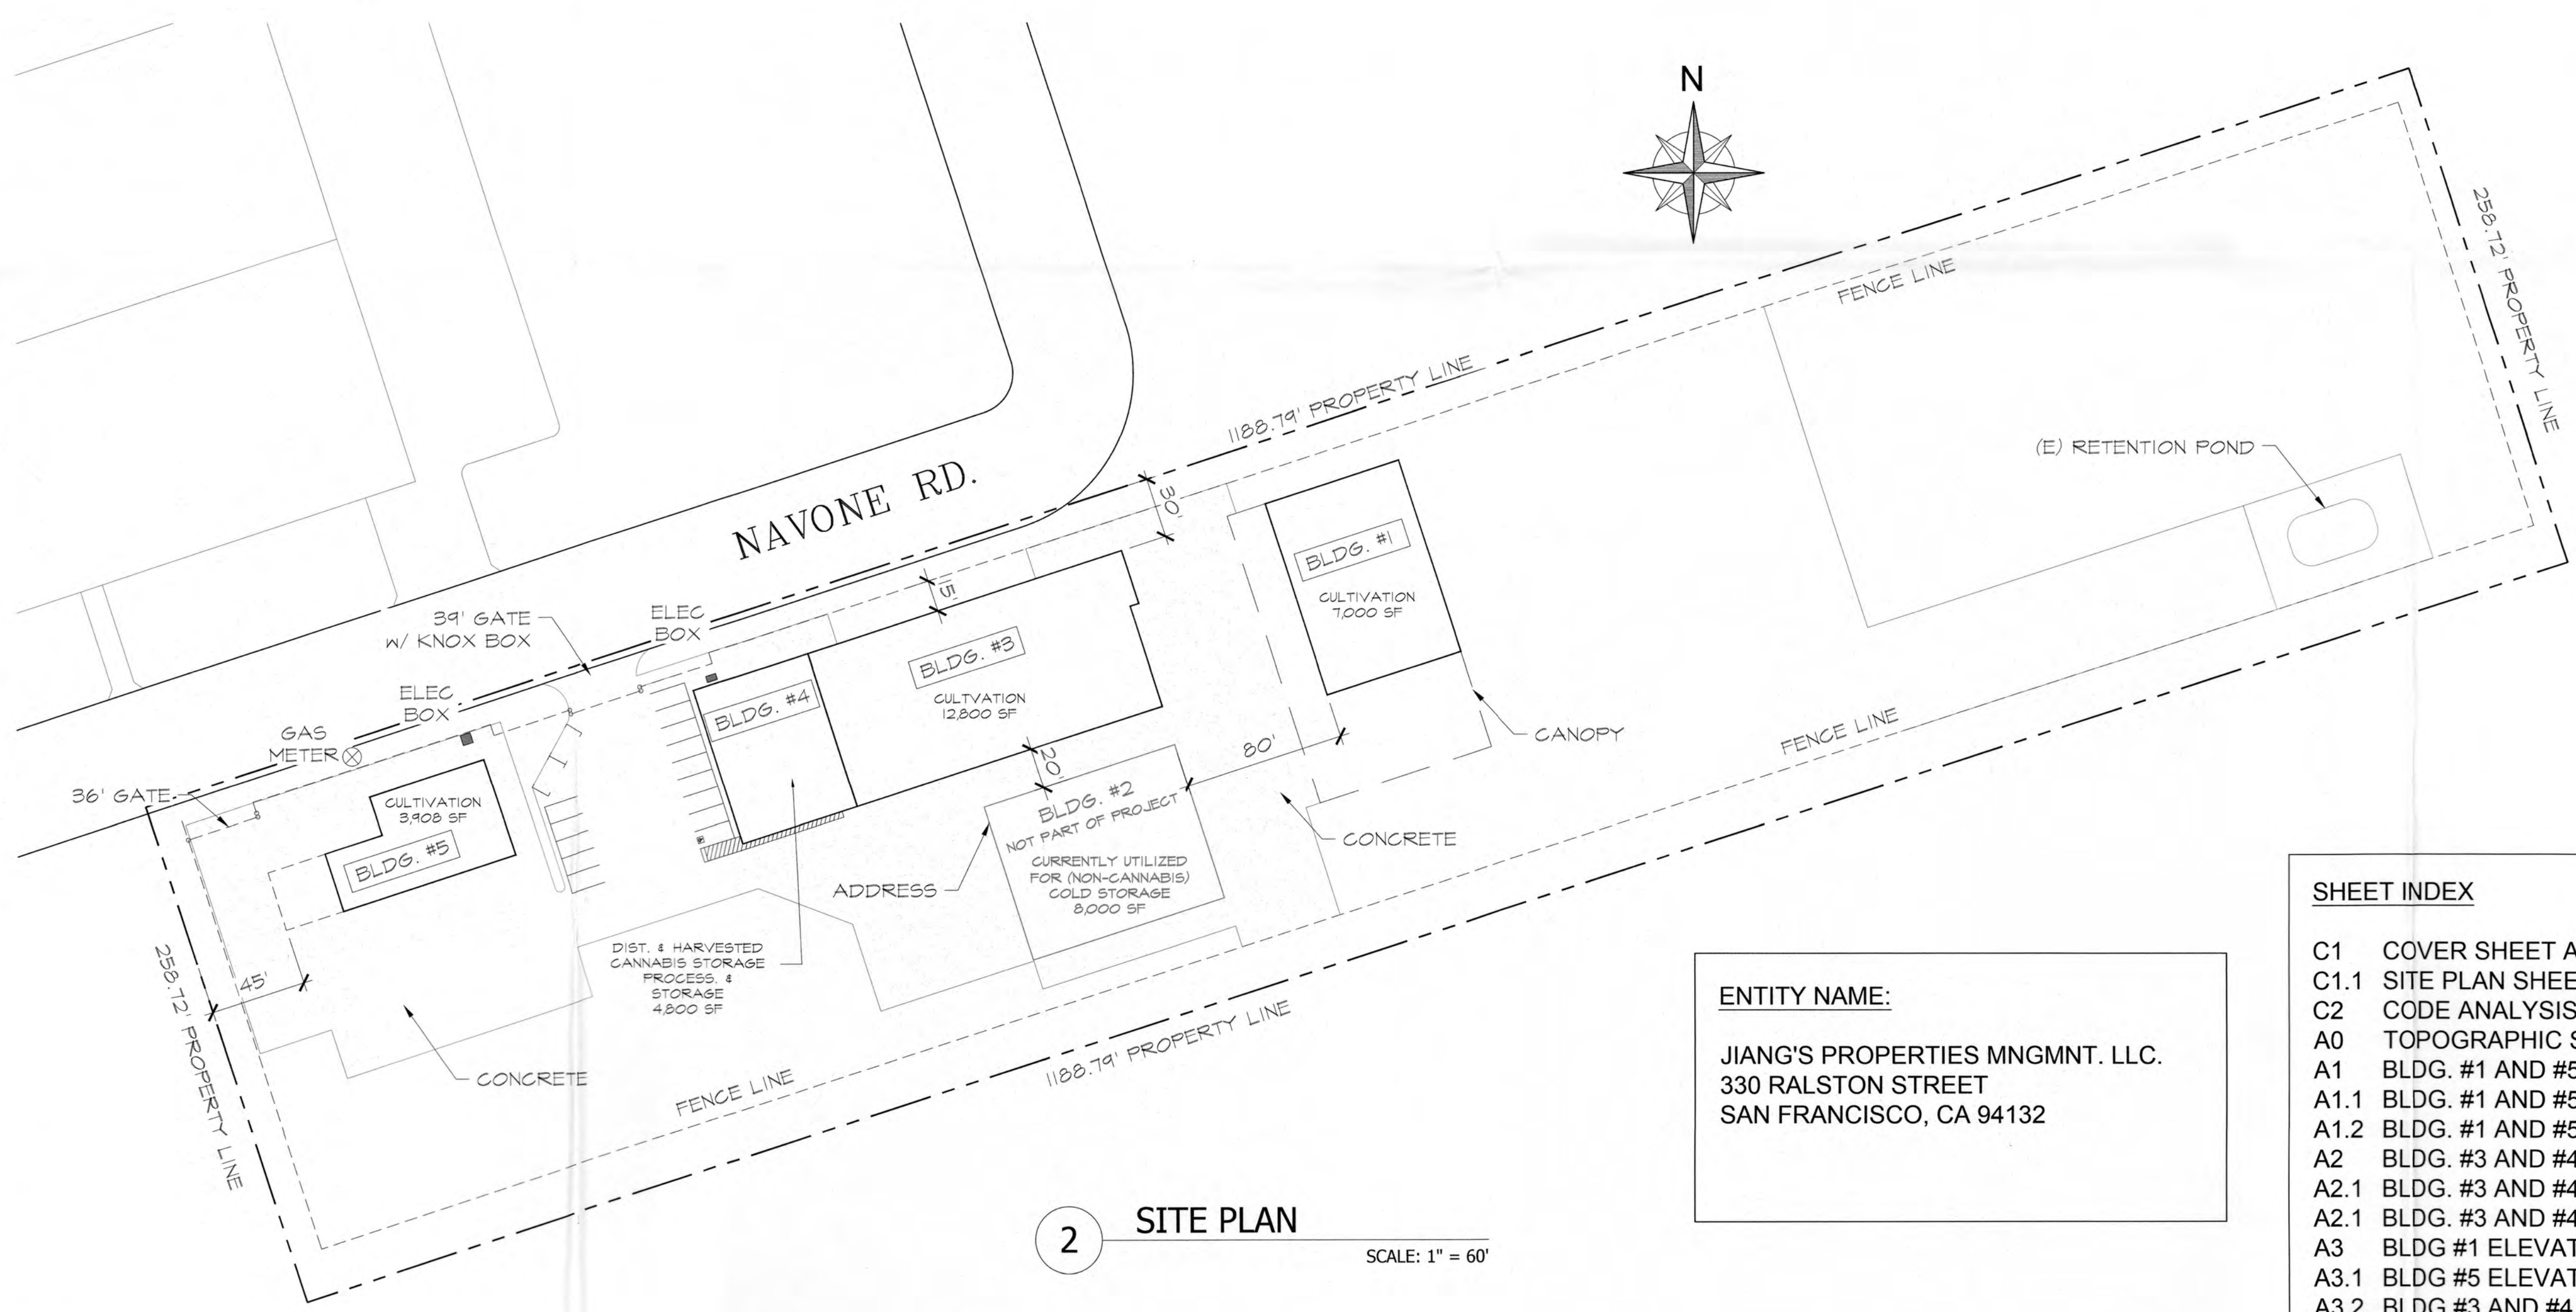 N
258.72' PROPERTY LINE
FENCE LINE
1188.79' PROPERTY LINE
(E) RETENTION POND
NAVONE RD.
30'
15'
BLDG. #1
CULTIVATION
7,000 SF
39' GATE
W/ KNOX BOX
ELEC
BOX
ELEC
BOX
GAS
METER
36' GATE
BLDG. #3
CULTVATION
12,800 SF
BLDG. #4
CULTIVATION
3,908 SF
BLDG. #5
20'
80'
CANOPY
FENCE LINE
BLDG. #2
NOT PART OF PROJECT
CURRENTLY UTILIZED
FOR (NON-CANNABIS)
COLD STORAGE
8,000 SF
CONCRETE
ADDRESS
DIST. & HARVESTED
CANNABIS STORAGE
PROCESS. &
STORAGE
4,800 SF
45'
258.72' PROPERTY LINE
CONCRETE
FENCE LINE
1188.79' PROPERTY LINE
2
SITE PLAN
SCALE: 1" = 60'
ENTITY NAME:
JIANG'S PROPERTIES MNGMNT. LLC.
330 RALSTON STREET
SAN FRANCISCO, CA 94132
SHEET INDEX
C1 COVER SHEET A
C1.1 SITE PLAN SHEE
C2 CODE ANALYSIS
A0 TOPOGRAPHIC S
A1 BLDG. #1 AND #5
A1.1 BLDG. #1 AND #5
A1.2 BLDG. #1 AND #5
A2 BLDG. #3 AND #4
A2.1 BLDG. #3 AND #4
A2.1 BLDG. #3 AND #4
A3 BLDG #1 ELEVAT
A3.1 BLDG #5 ELEVAT
A3.2 BLDG #3 AND #4